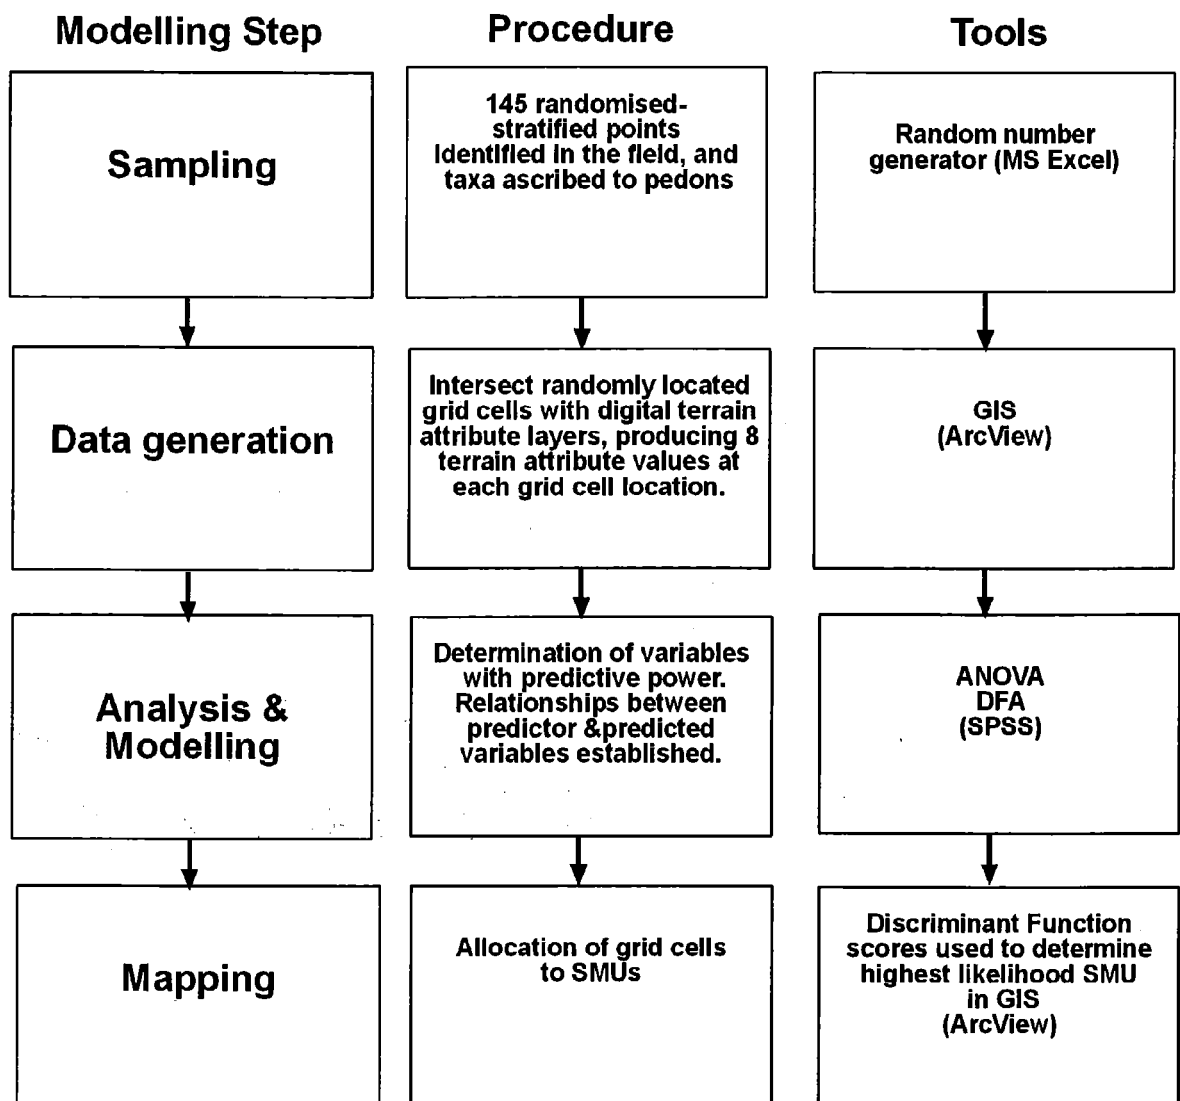 Modelling Step
Procedure
Tools
Sampling
145 randomised-
stratified points
identified in the field, and
taxa ascribed to pedons
Random number
generator (MS Excel)
Data generation
Intersect randomly located
grid cells with digital terrain
attribute layers, producing 8
terrain attribute values at
each grid cell location.
GIS
(ArcView)
Analysis &
Modelling
Determination of variables
with predictive power.
Relationships between
predictor &predicted
variables established.
ANOVA
DFA
(SPSS)
Mapping
Allocation of grid cells
to SMUs
Discriminant Function
scores used to determine
highest likelihood SMU
in GIS
(ArcView)